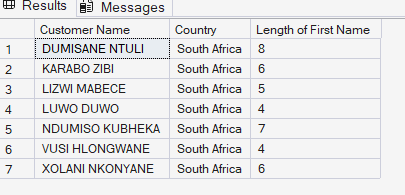 Results Messages
Customer Name Country Length of First Name
1 DUMISANE NTULI South Africa 8
2 KARABO ZIBI South Africa 6
3 LIZWI MABECE South Africa 5
4 LUWO DUWO South Africa 4
5 NDUMISO KUBHEKA South Africa 7
6 VUSI HLONGWANE South Africa 4
7 XOLANI NKONYANE South Africa 6